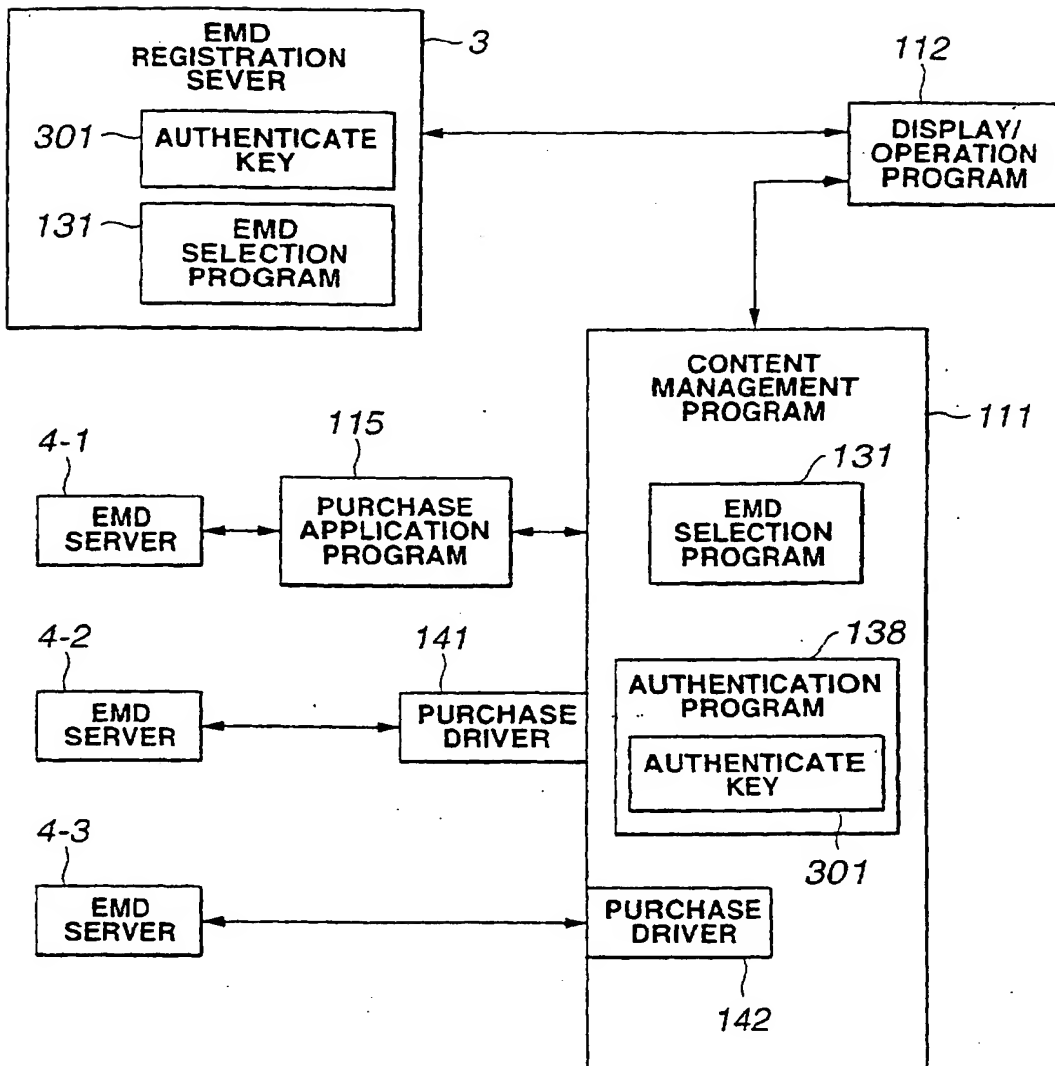 EMD
REGISTRATION
SEVER
3
301
AUTHENTICATE
KEY
131
EMD
SELECTION
PROGRAM
112
DISPLAY/
OPERATION
PROGRAM
CONTENT
MANAGEMENT
PROGRAM
111
4-1
EMD
SERVER
115
PURCHASE
APPLICATION
PROGRAM
131
EMD
SELECTION
PROGRAM
4-2
EMD
SERVER
141
PURCHASE
DRIVER
138
AUTHENTICATION
PROGRAM
AUTHENTICATE
KEY
301
4-3
EMD
SERVER
PURCHASE
DRIVER
142